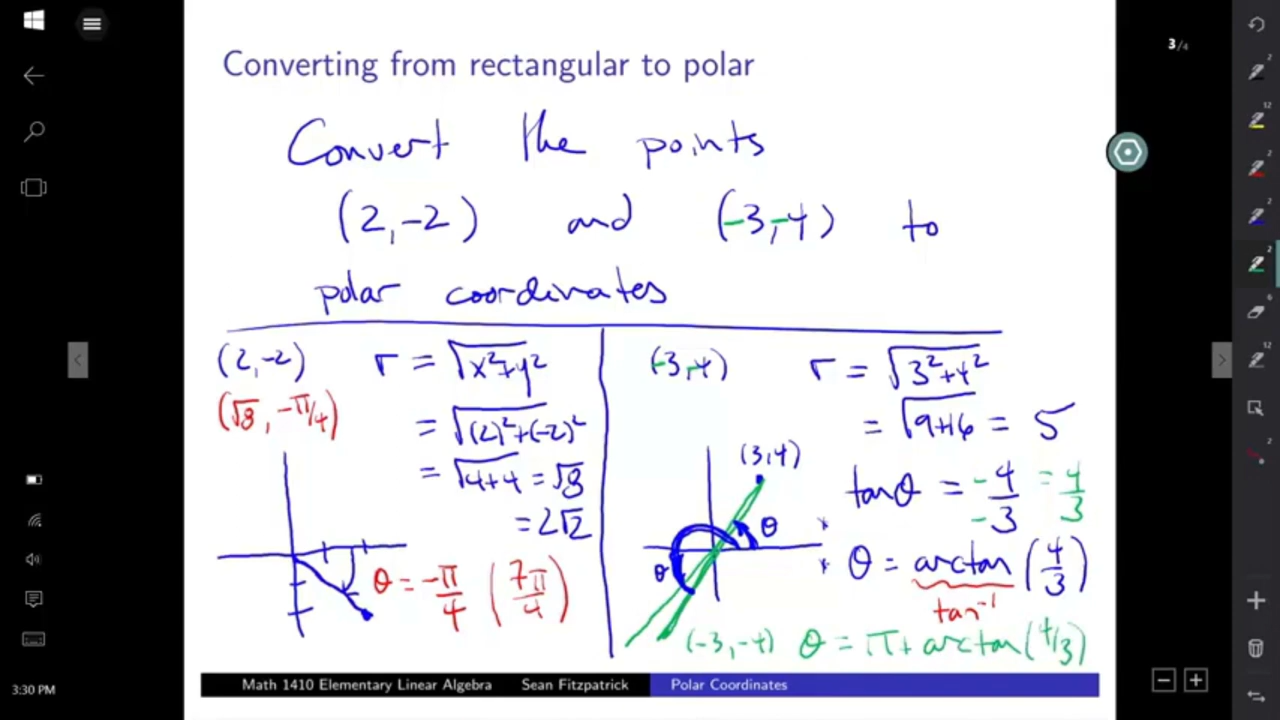 3/4
Converting from rectangular to polar
Convert the points
(2,-2) and (-3,-4) to
polar coordinates
(2,-2) r = √x²+y²
(√8, -π/4)
= √(2)²+(-2)²
= √4+4 = √8
= 2√2
θ = -π/4 (7π/4)
(-3,-4) r = √3²+4²
= √9+16 = 5
(3,4)
tanθ = -4/-3 = 4/3
θ
* θ = arctan(4/3)
θ
tan⁻¹
(-3,-4) θ = π+ arctan(4/3)
Math 1410 Elementary Linear Algebra Sean Fitzpatrick Polar Coordinates
3:30 PM